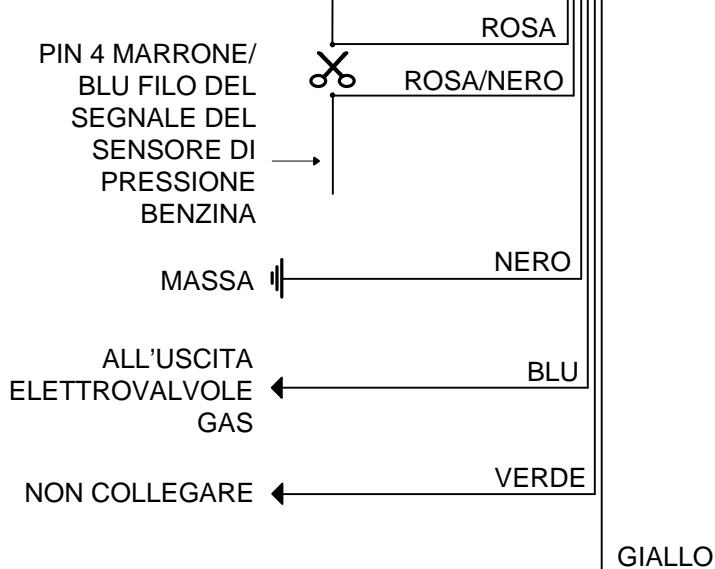 ROSA
PIN 4 MARRONE/
BLU FILO DEL
SEGNALE DEL
SENSORE DI
PRESSIONE
BENZINA
ROSA/NERO
NERO
MASSA
ALL'USCITA
ELETTROVALVOLE
GAS
BLU
VERDE
NON COLLEGARE
GIALLO